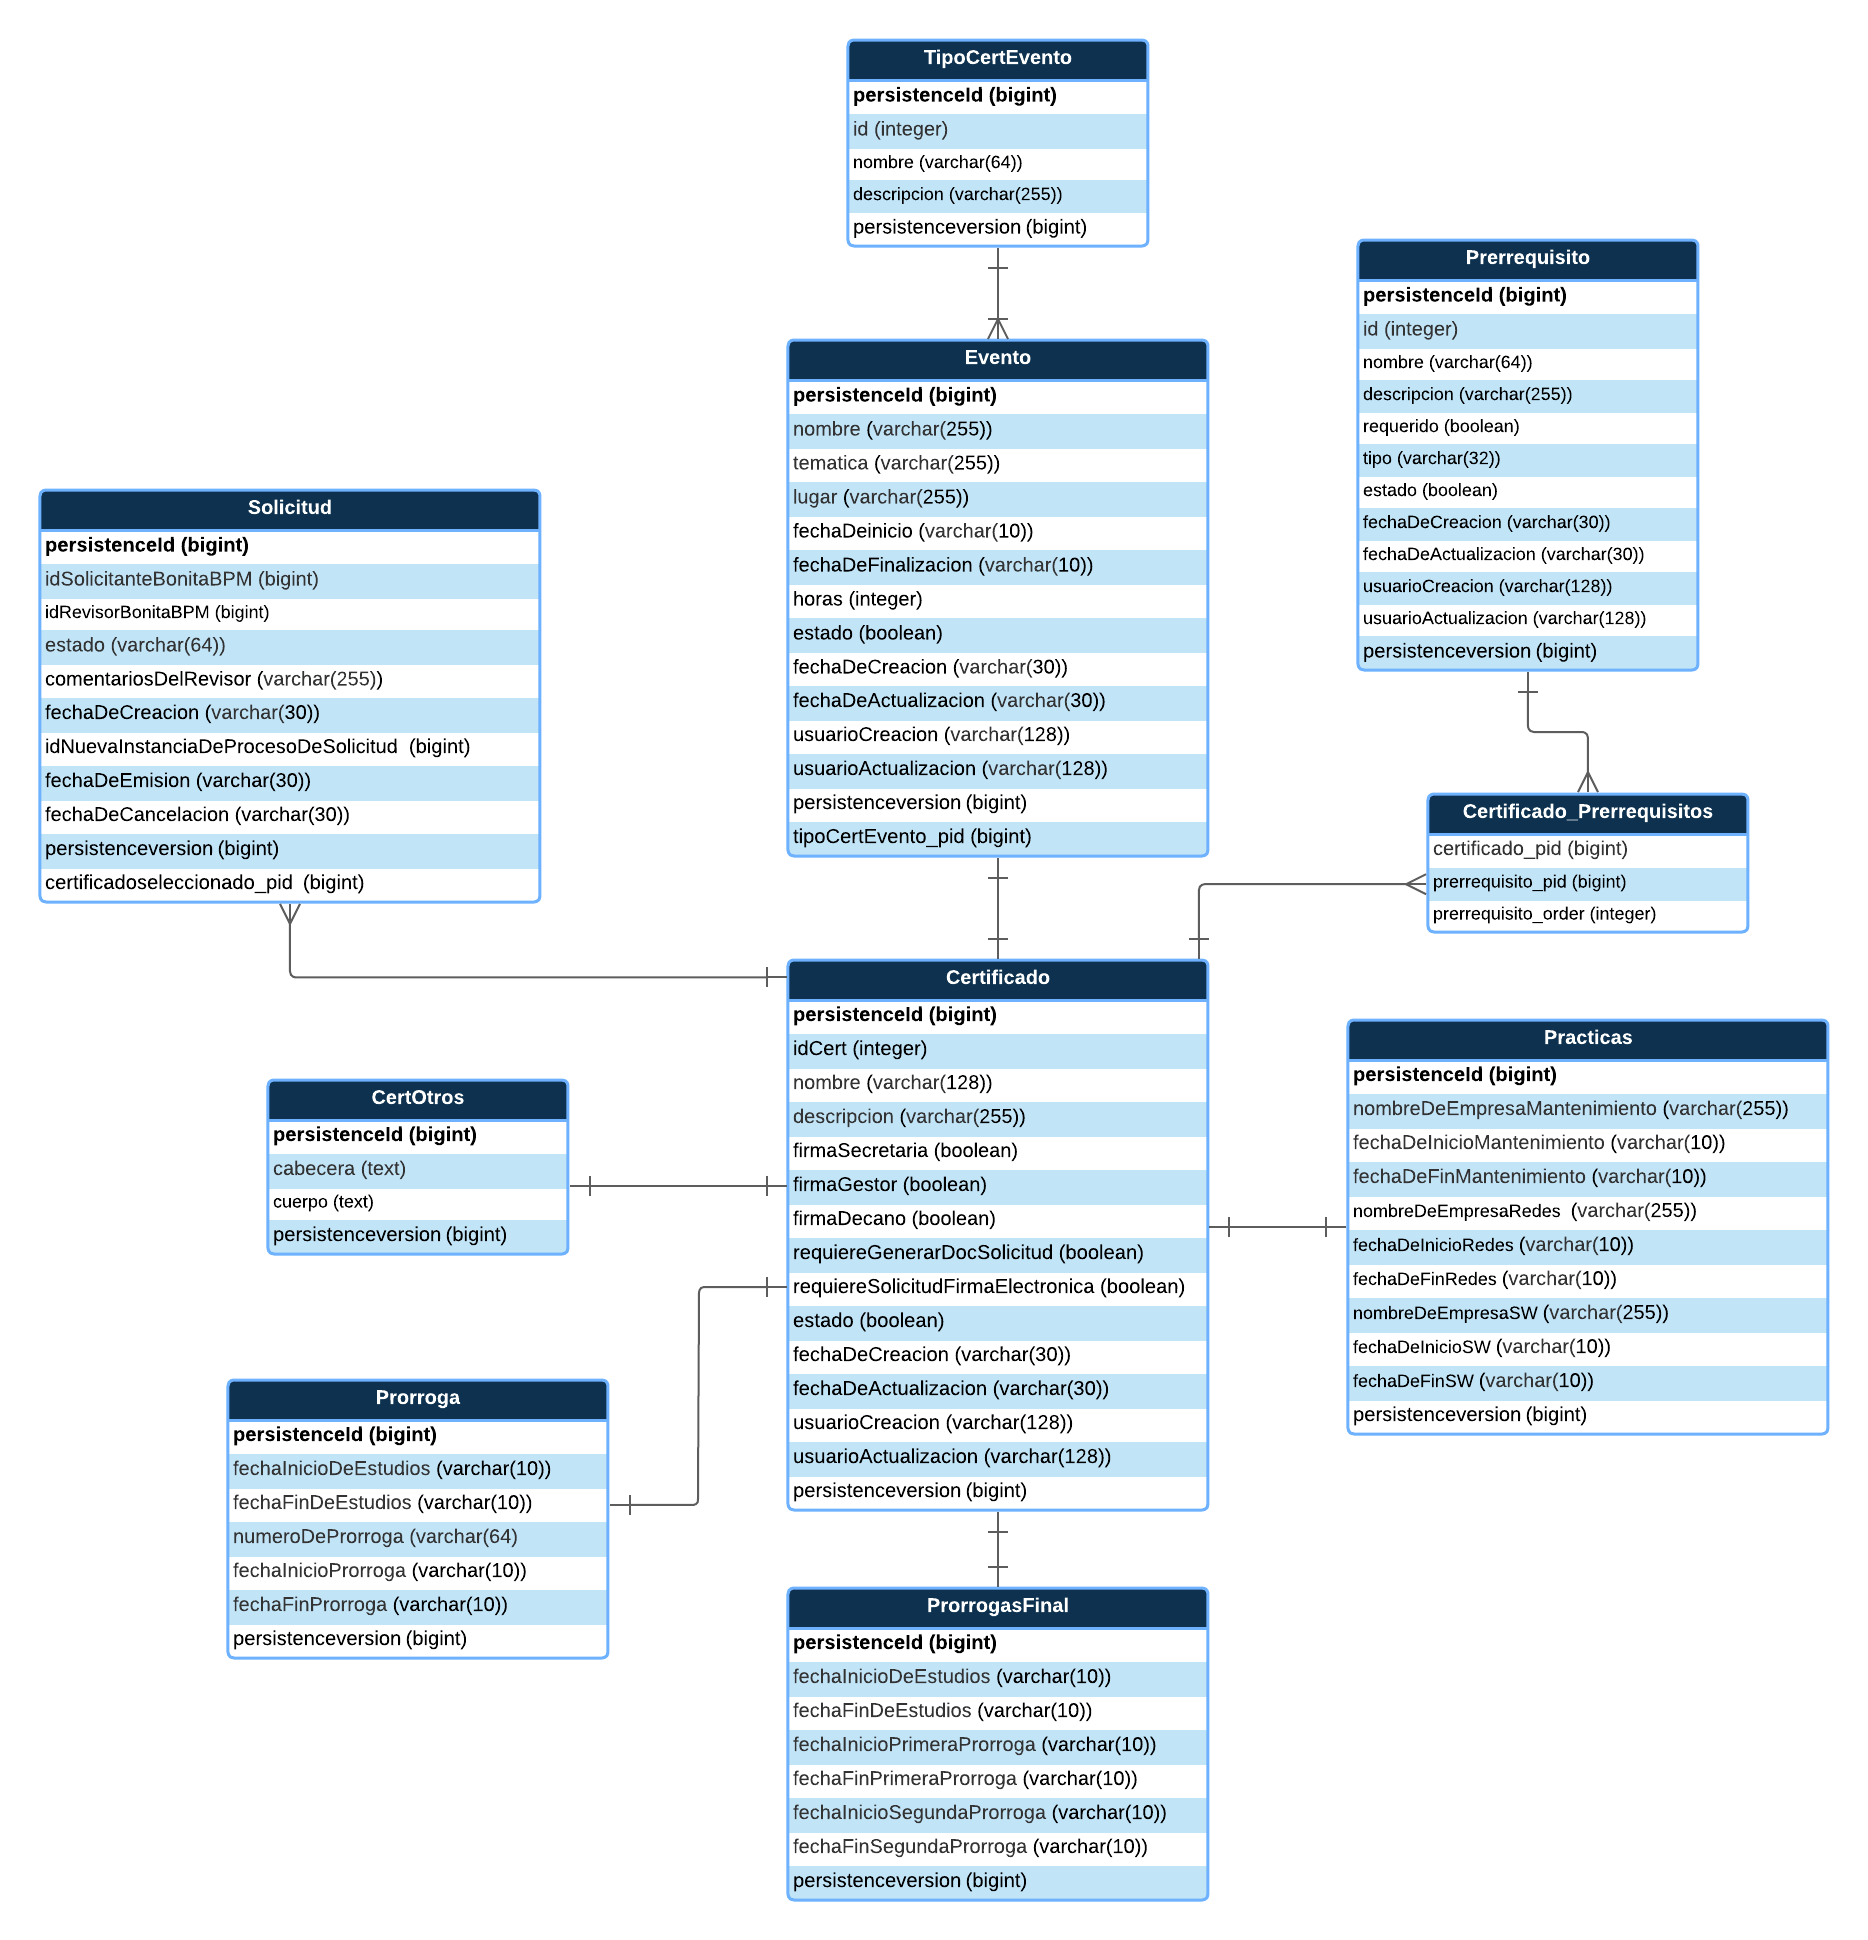 TipoCertEvento
persistenceId (bigint)
id (integer)
nombre (varchar(64))
descripcion (varchar(255))
persistenceversion (bigint)
Prerrequisito
persistenceId (bigint)
id (integer)
nombre (varchar(64))
descripcion (varchar(255))
requerido (boolean)
tipo (varchar(32))
estado (boolean)
fechaDeCreacion (varchar(30))
fechaDeActualizacion (varchar(30))
usuarioCreacion (varchar(128))
usuarioActualizacion (varchar(128))
persistenceversion (bigint)
Evento
persistenceId (bigint)
nombre (varchar(255))
tematica (varchar(255))
lugar (varchar(255))
fechaDeinicio (varchar(10))
fechaDeFinalizacion (varchar(10))
horas (integer)
estado (boolean)
fechaDeCreacion (varchar(30))
fechaDeActualizacion (varchar(30))
usuarioCreacion (varchar(128))
usuarioActualizacion (varchar(128))
persistenceversion (bigint)
tipoCertEvento_pid (bigint)
Solicitud
persistenceId (bigint)
idSolicitanteBonitaBPM (bigint)
idRevisorBonitaBPM (bigint)
estado (varchar(64))
comentariosDelRevisor (varchar(255))
fechaDeCreacion (varchar(30))
idNuevaInstanciaDeProcesoDeSolicitud (bigint)
fechaDeEmision (varchar(30))
fechaDeCancelacion (varchar(30))
persistenceversion (bigint)
certificadoseleccionado_pid (bigint)
Certificado_Prerrequisitos
certificado_pid (bigint)
prerrequisito_pid (bigint)
prerrequisito_order (integer)
Certificado
persistenceId (bigint)
idCert (integer)
nombre (varchar(128))
descripcion (varchar(255))
firmaSecretaria (boolean)
firmaGestor (boolean)
firmaDecano (boolean)
requiereGenerarDocSolicitud (boolean)
requiereSolicitudFirmaElectronica (boolean)
estado (boolean)
fechaDeCreacion (varchar(30))
fechaDeActualizacion (varchar(30))
usuarioCreacion (varchar(128))
usuarioActualizacion (varchar(128))
persistenceversion (bigint)
Practicas
persistenceId (bigint)
nombreDeEmpresaMantenimiento (varchar(255))
fechaDeInicioMantenimiento (varchar(10))
fechaDeFinMantenimiento (varchar(10))
nombreDeEmpresaRedes (varchar(255))
fechaDeInicioRedes (varchar(10))
fechaDeFinRedes (varchar(10))
nombreDeEmpresaSW (varchar(255))
fechaDeInicioSW (varchar(10))
fechaDeFinSW (varchar(10))
persistenceversion (bigint)
CertOtros
persistenceId (bigint)
cabecera (text)
cuerpo (text)
persistenceversion (bigint)
Prorroga
persistenceId (bigint)
fechaInicioDeEstudios (varchar(10))
fechaFinDeEstudios (varchar(10))
numeroDeProrroga (varchar(64)
fechaInicioProrroga (varchar(10))
fechaFinProrroga (varchar(10))
persistenceversion (bigint)
ProrrogasFinal
persistenceId (bigint)
fechaInicioDeEstudios (varchar(10))
fechaFinDeEstudios (varchar(10))
fechaInicioPrimeraProrroga (varchar(10))
fechaFinPrimeraProrroga (varchar(10))
fechaInicioSegundaProrroga (varchar(10))
fechaFinSegundaProrroga (varchar(10))
persistenceversion (bigint)